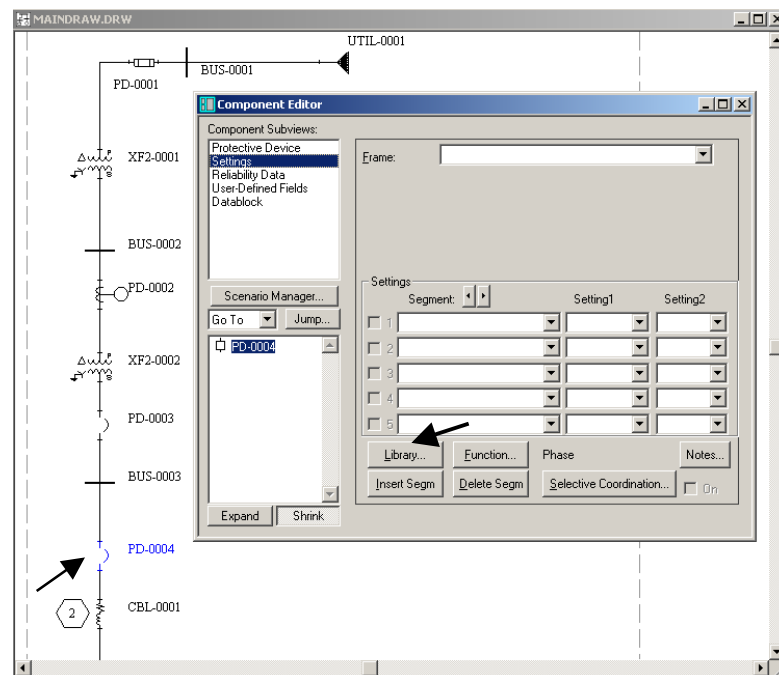 MAINDRAW.DRW
UTIL-0001
BUS-0001
PD-0001
Component Editor
Component Subviews:
Protective Device
Settings
Reliability Data
User-Defined Fields
Datablock
Frame:
XF2-0001
BUS-0002
PD-0002
Scenario Manager...
Go To
Jump...
PD-0004
Settings
Segment:
Setting1
Setting2
1
2
3
4
5
XF2-0002
PD-0003
Library...
Function...
Phase
Notes...
BUS-0003
Insert Segm
Delete Segm
Selective Coordination...
On
Expand
Shrink
PD-0004
2
CBL-0001